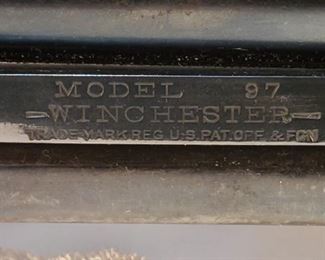 MODEL 97
-WINCHESTER-
TRADE MARK REG. U.S. PAT. OFF. & FGN